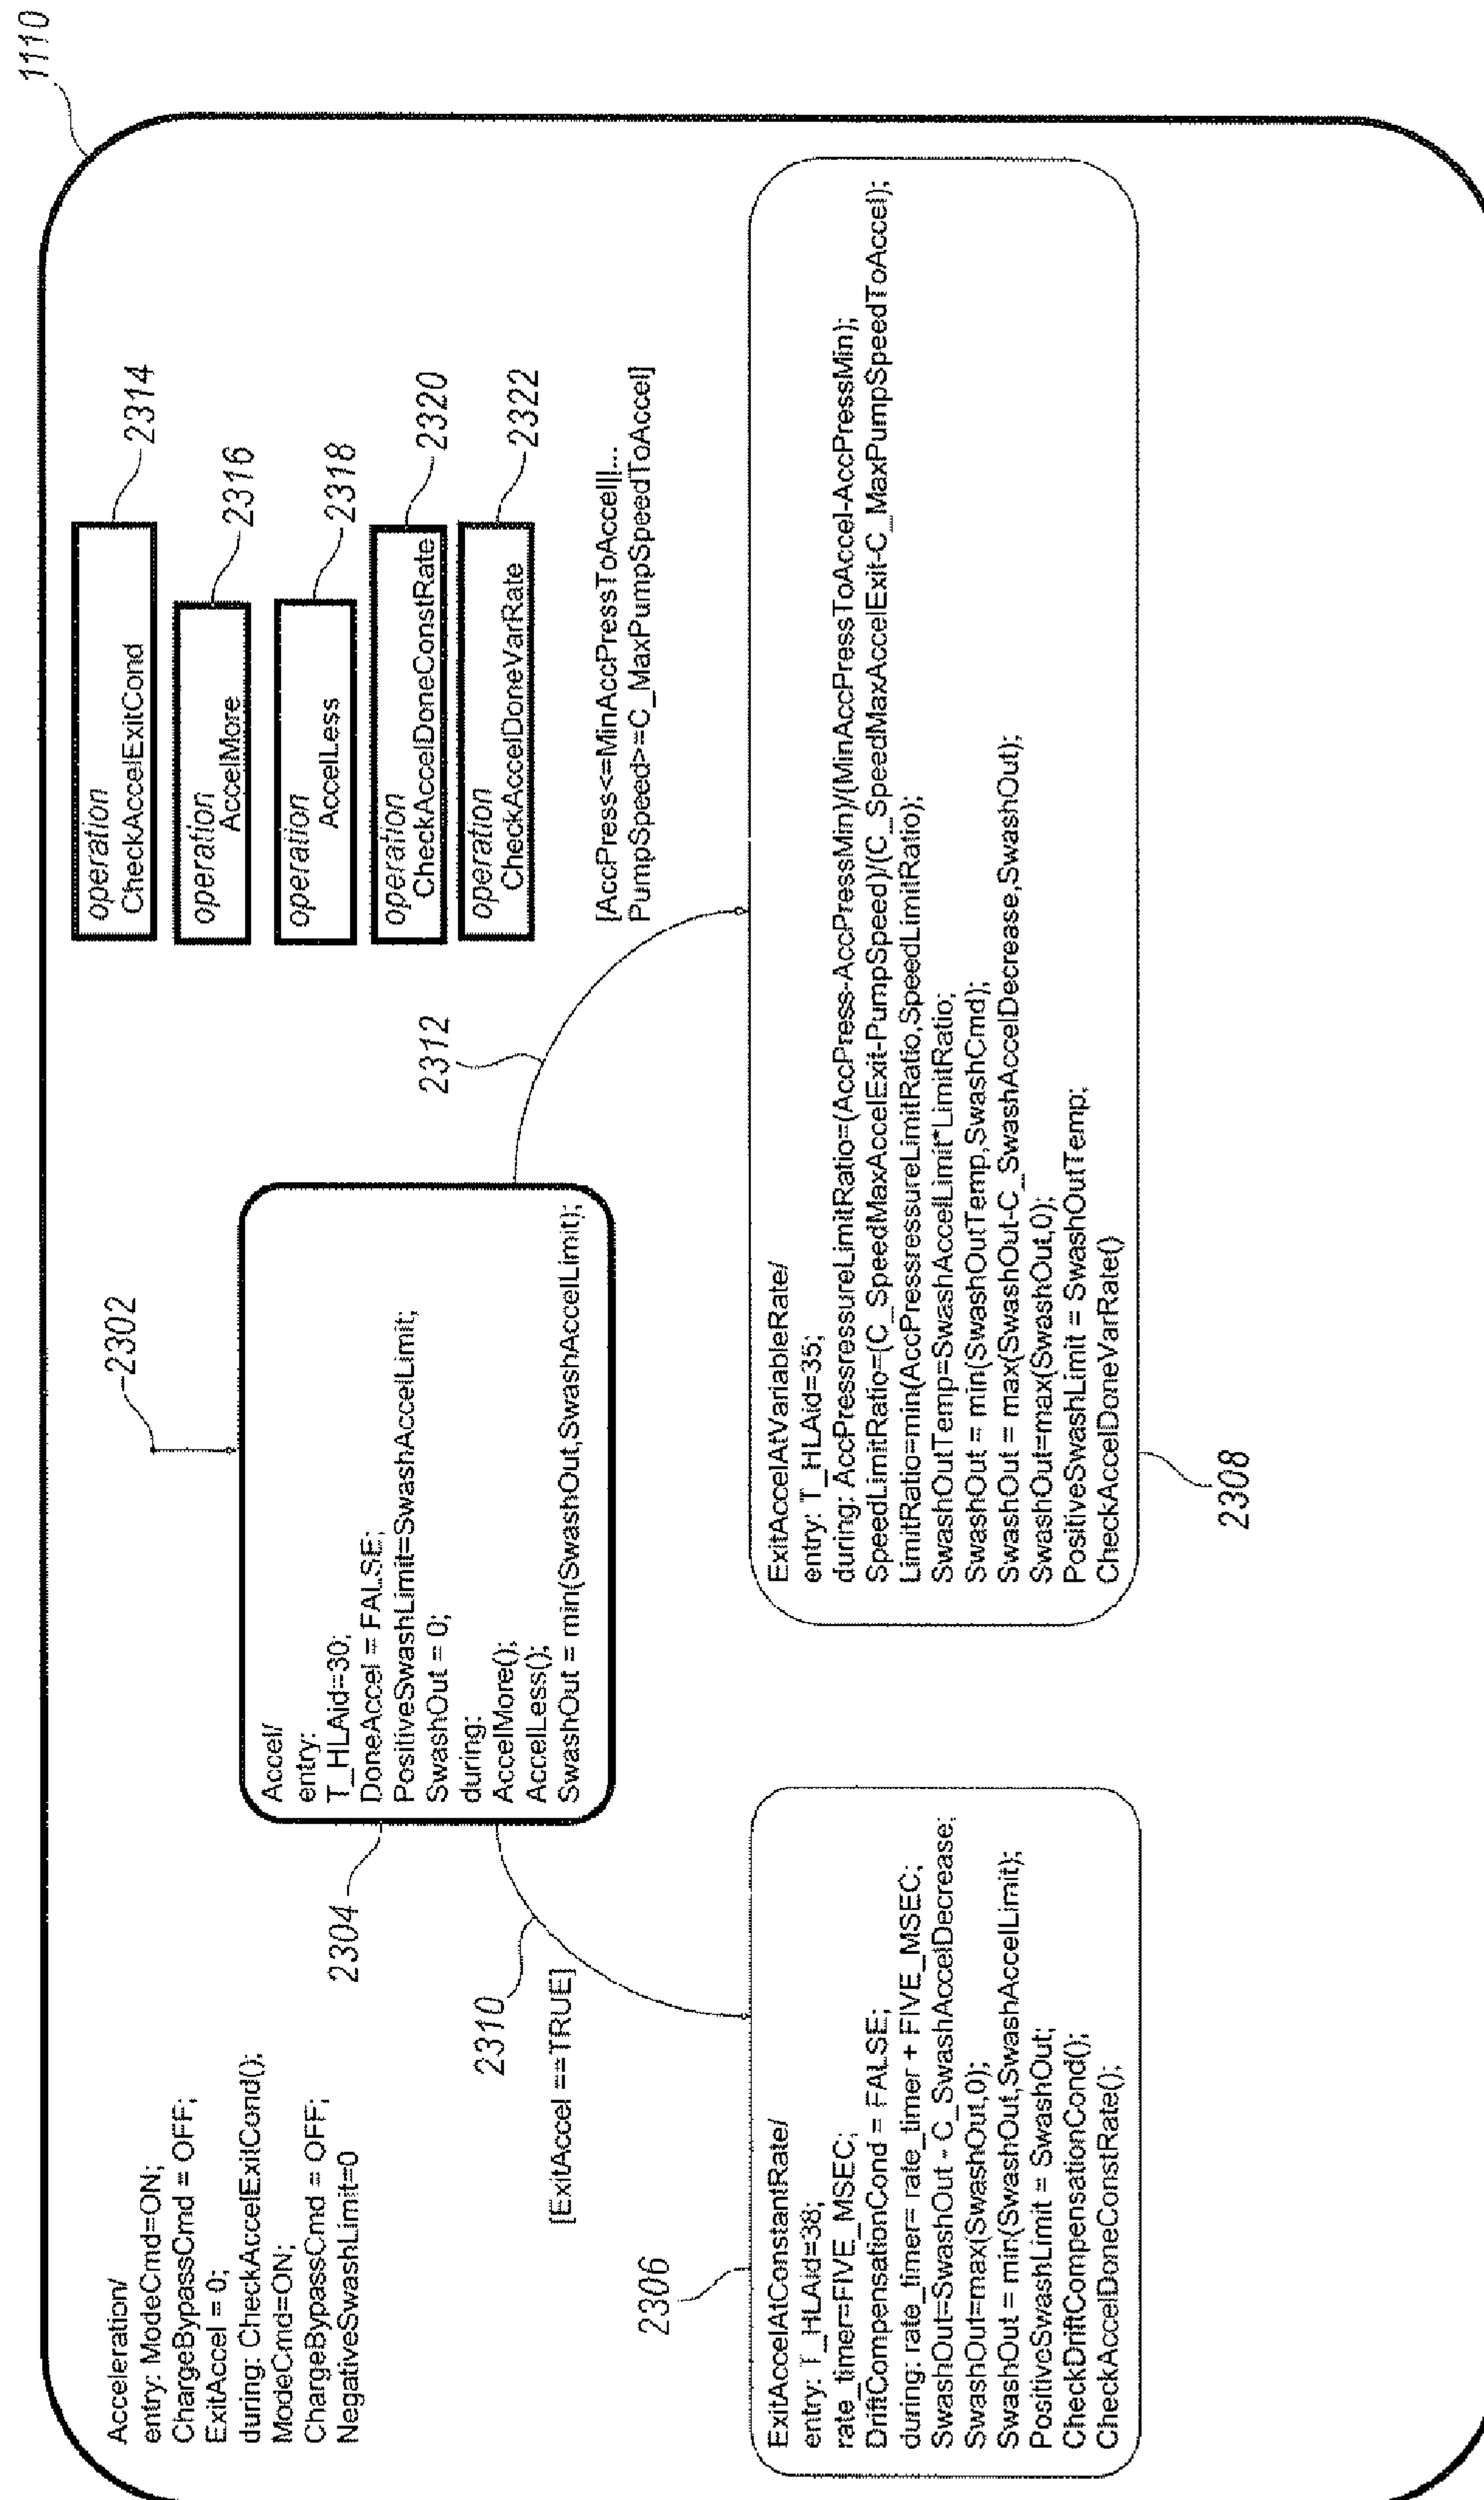 1110
Acceleration/
entry: ModeCmd=ON;
ChargeBypassCmd = OFF;
ExitAccel = 0;
during: CheckAccelExitCond();
ModeCmd=ON;
ChargeBypassCmd = OFF;
NegativeSwashLimit=0
2302
Accel/
entry:
T_HLAid=30;
DoneAccel = FALSE;
PositiveSwashLimit=SwashAccelLimit;
SwashOut = 0;
during:
AccelMore();
AccelLess();
SwashOut = min(SwashOut,SwashAccelLimit);
2304
operation
CheckAccelExitCond
2314
operation
AccelMore
2316
operation
AccelLess
2318
operation
CheckAccelDoneConstRate
2320
operation
CheckAccelDoneVarRate
2322
2310
[ExitAccel ==TRUE]
2312
[AccPress<=MinAccPressToAccel||...
PumpSpeed>=C_MaxPumpSpeedToAccel]
2306
ExitAccelAtConstantRate/
entry: T_HLAid=38;
rate_timer=FIVE_MSEC;
DriftCompensationCond = FALSE;
during: rate_timer= rate_timer + FIVE_MSEC;
SwashOut=SwashOut - C_SwashAccelDecrease;
SwashOut=max(SwashOut,0);
SwashOut = min(SwashOut,SwashAccelLimit);
PositiveSwashLimit = SwashOut;
CheckDriftCompensationCond();
CheckAccelDoneConstRate();
ExitAccelAtVariableRate/
entry: T_HLAid=35;
during: AccPressressureLimitRatio=(AccPress-AccPressMin)/(MinAccPressToAccel-AccPressMin);
SpeedLimitRatio=(C_SpeedMaxAccelExit-PumpSpeed)/(C_SpeedMaxAccelExit-C_MaxPumpSpeedToAccel);
LimitRatio=min(AccPressressureLimitRatio,SpeedLimitRatio);
SwashOutTemp=SwashAccelLimit*LimitRatio;
SwashOut = min(SwashOutTemp,SwashCmd);
SwashOut = max(SwashOut-C_SwashAccelDecrease,SwashOut);
SwashOut=max(SwashOut,0);
PositiveSwashLimit = SwashOutTemp;
CheckAccelDoneVarRate()
2308